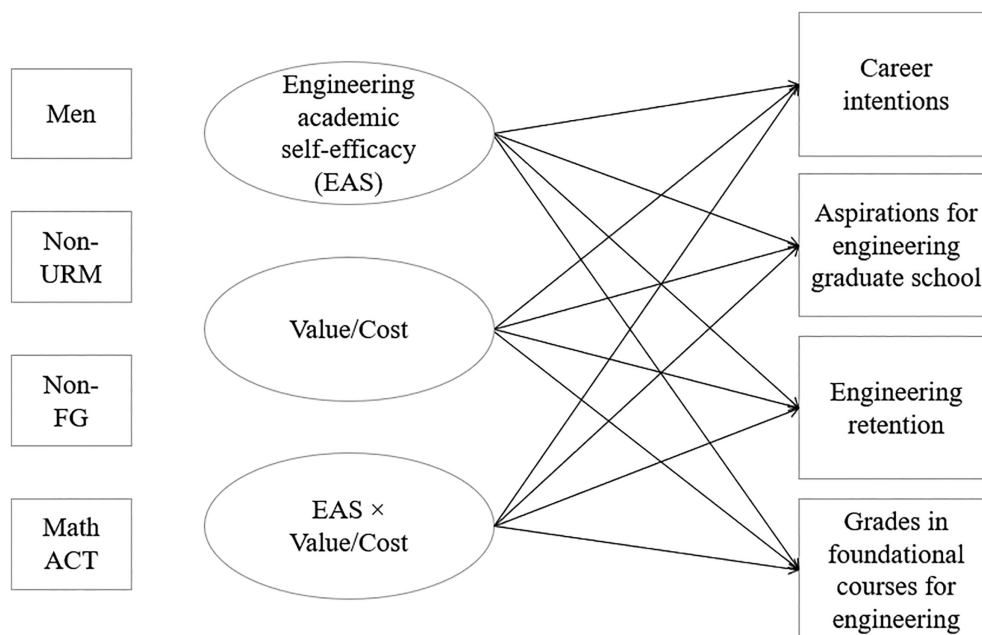 Men
Non-
URM
Non-
FG
Math
ACT
Engineering
academic
self-efficacy
(EAS)
Value/Cost
EAS ×
Value/Cost
Career
intentions
Aspirations for
engineering
graduate school
Engineering
retention
Grades in
foundational
courses for
engineering